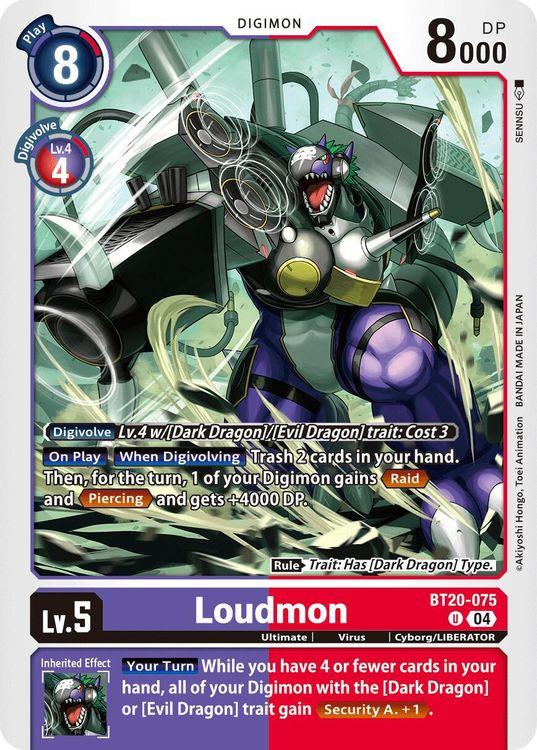 DIGIMON
Play
8
DP
8000
Digivolve
Lv.4
4
SENNSU
©Akiyoshi Hongo, Toei Animation BANDAI MADE IN JAPAN
Digivolve Lv.4 w/[Dark Dragon]/[Evil Dragon] trait: Cost 3
On Play When Digivolving Trash 2 cards in your hand.
Then, for the turn, 1 of your Digimon gains Raid
and Piercing and gets +4000 DP.
Rule Trait: Has [Dark Dragon] Type.
Lv.5
Loudmon
BT20-075
U 04
Ultimate | Virus | Cyborg/LIBERATOR
Inherited Effect
Your Turn While you have 4 or fewer cards in your
hand, all of your Digimon with the [Dark Dragon]
or [Evil Dragon] trait gain Security A. +1.